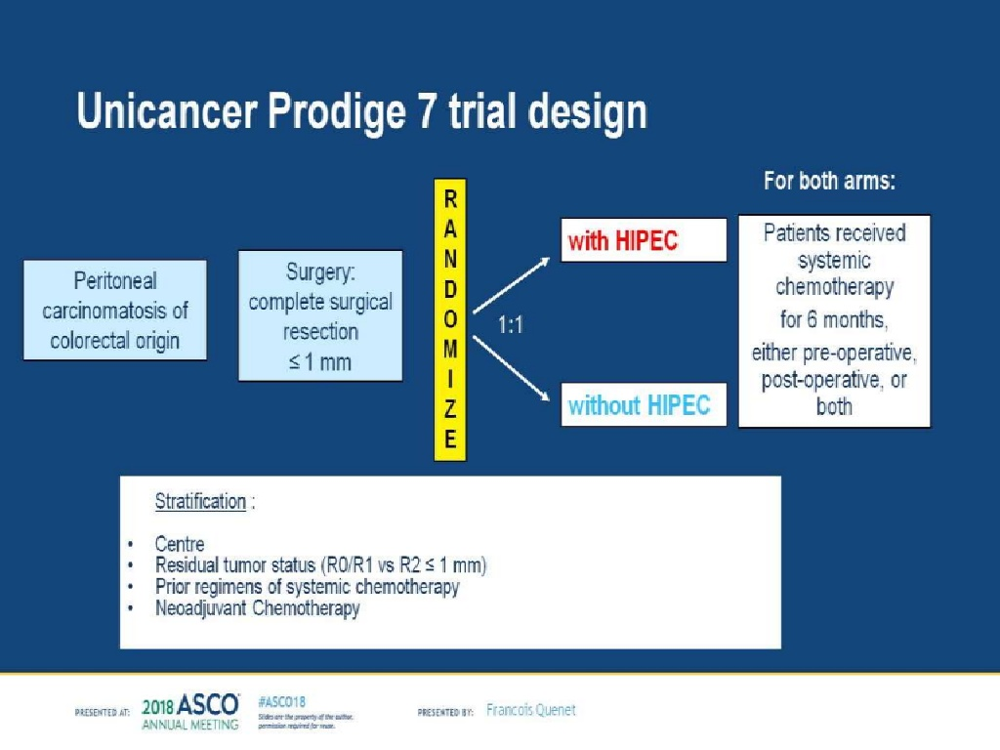 Unicancer Prodige 7 trial design
For both arms:
Peritoneal
carcinomatosis of
colorectal origin
Surgery:
complete surgical
resection
≤ 1 mm
R
A
N
D
O
M
I
Z
E
1:1
with HIPEC
without HIPEC
Patients received
systemic
chemotherapy
for 6 months,
either pre-operative,
post-operative, or
both
Stratification :
• Centre
• Residual tumor status (R0/R1 vs R2 ≤ 1 mm)
• Prior regimens of systemic chemotherapy
• Neoadjuvant Chemotherapy
PRESENTED AT:
2018 ASCO
ANNUAL MEETING
#ASCO18
Slides are the property of the author,
permission required for reuse.
PRESENTED BY:
Francois Quenet